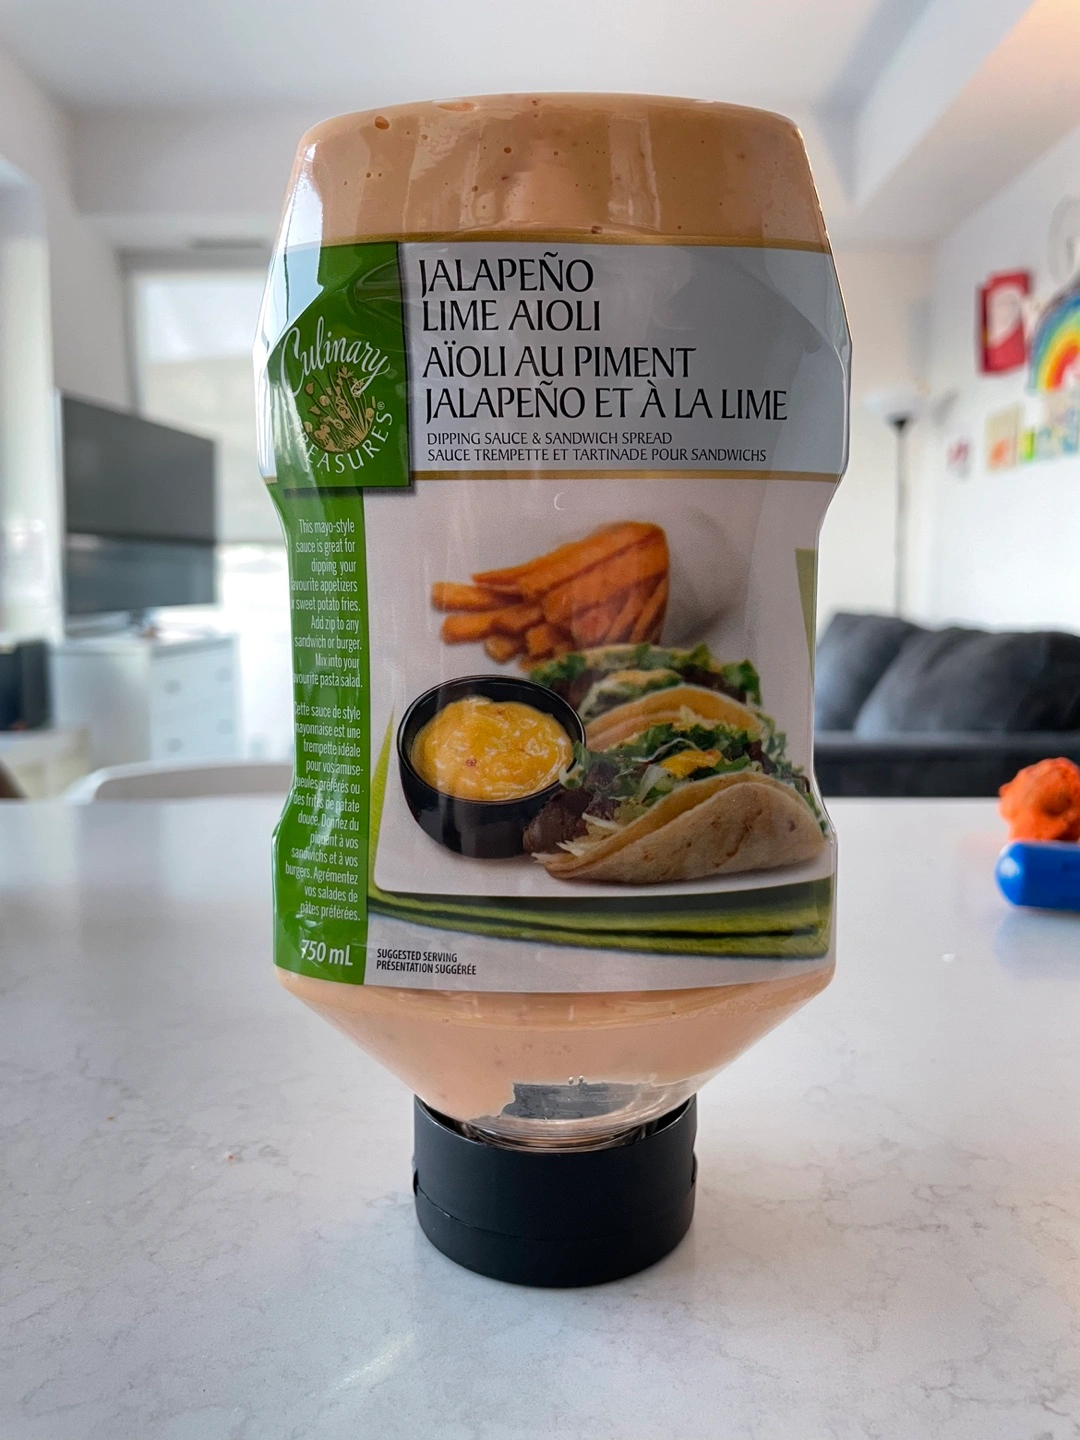 JALAPEÑO
LIME AIOLI
AÏOLI AU PIMENT
JALAPEÑO ET À LA LIME
DIPPING SAUCE & SANDWICH SPREAD
SAUCE TREMPETTE ET TARTINADE POUR SANDWICHS
Culinary
TREASURES®
This mayo-style
sauce is great for
dipping your
favourite appetizers
or sweet potato fries.
Add zip to any
sandwich or burger.
Mix into your
favourite pasta salad.
Cette sauce de style
mayonnaise est une
trempette idéale
pour vos amuse-
gueules préférés ou
des frites de patate
douce. Donnez du
piquant à vos
sandwichs et à vos
burgers. Agrémentez
vos salades de
pâtes préférées.
750 mL
SUGGESTED SERVING
PRÉSENTATION SUGGÉRÉE